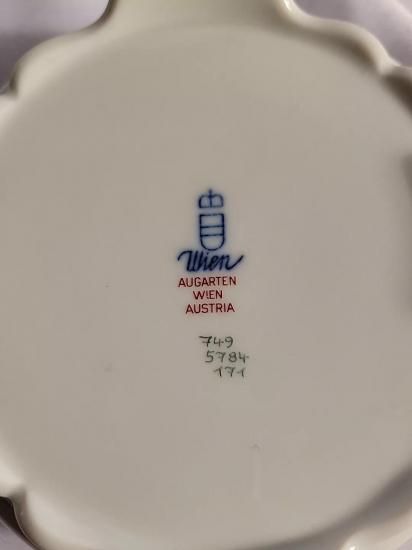 Wien
AUGARTEN
WIEN
AUSTRIA
749
5784
171